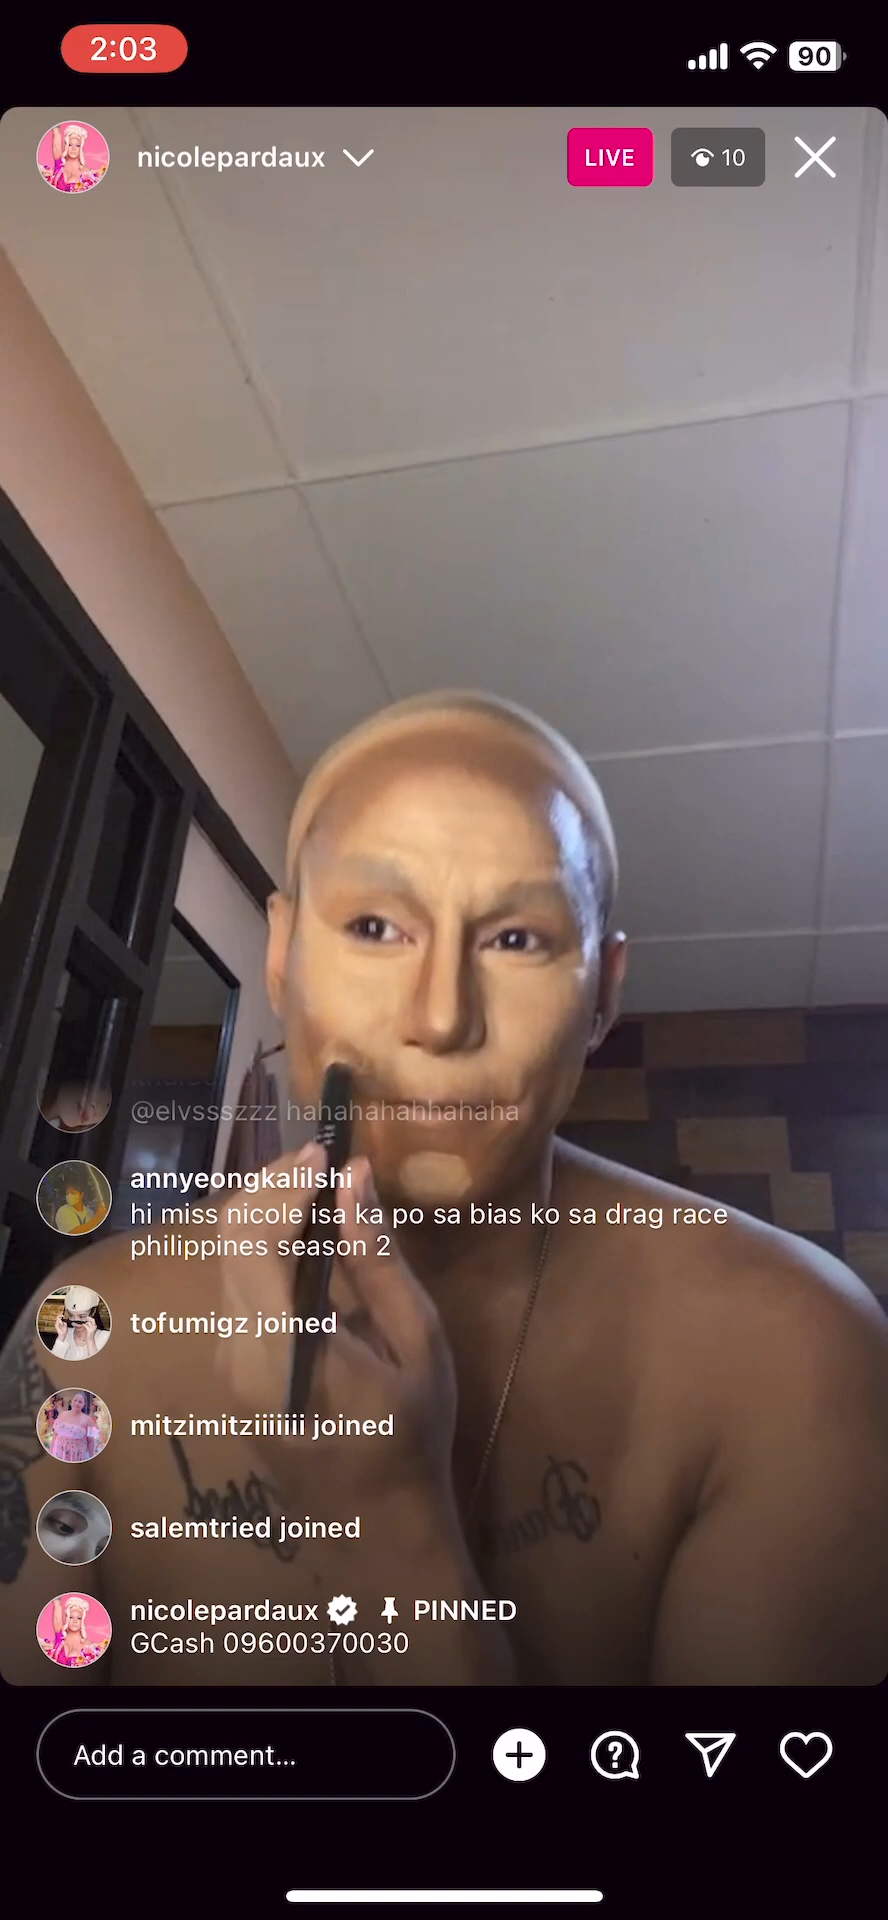 2:03
90
nicolepardaux
LIVE
10
@elvssszzz hahahahahhahaha
annyeongkalilshi
hi miss nicole isa ka po sa bias ko sa drag race
philippines season 2
tofumigz joined
mitzimitziiiiiii joined
salemtried joined
nicolepardaux PINNED
GCash 09600370030
Add a comment...